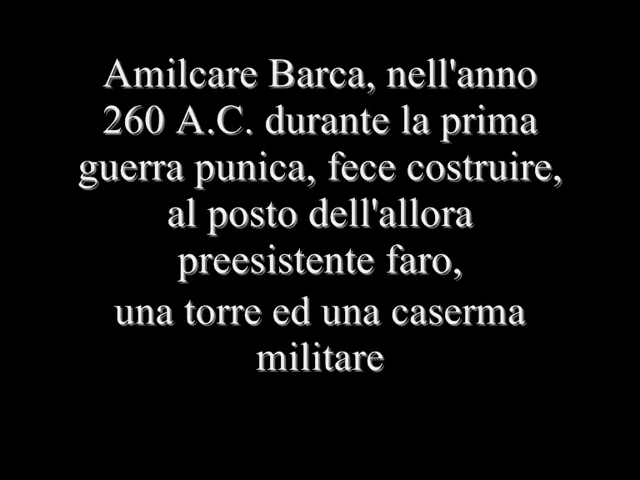 Amilcare Barca, nell'anno
260 A.C. durante la prima
guerra punica, fece costruire,
al posto dell'allora
preesistente faro,
una torre ed una caserma
militare